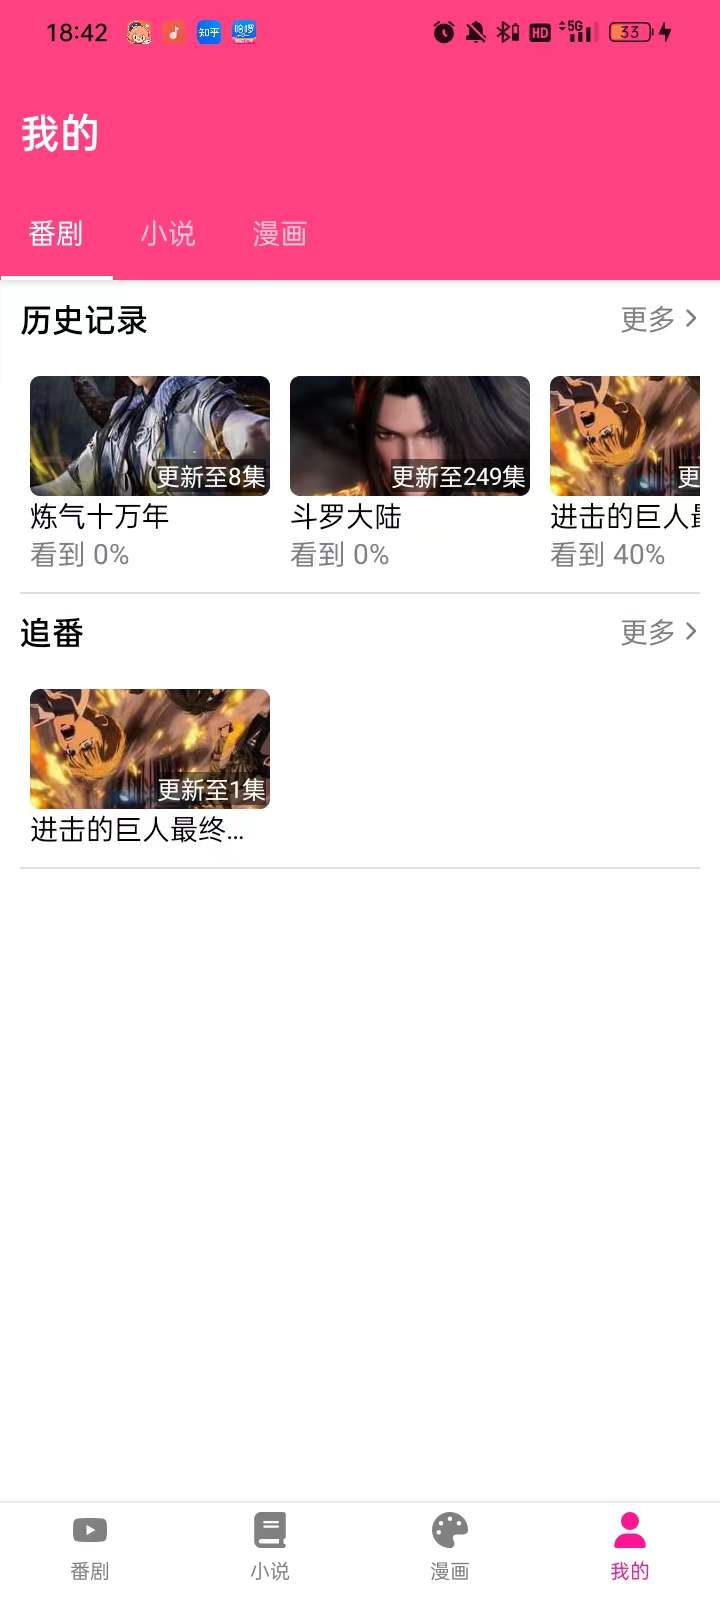 18:42
知乎
哈啰
HD
5G
33
我的
番剧 小说 漫画
历史记录 更多
更新至8集 更新至249集 更
炼气十万年 斗罗大陆 进击的巨人
看到 0% 看到 0% 看到 40%
追番 更多
更新至1集
进击的巨人最终...
番剧 小说 漫画 我的